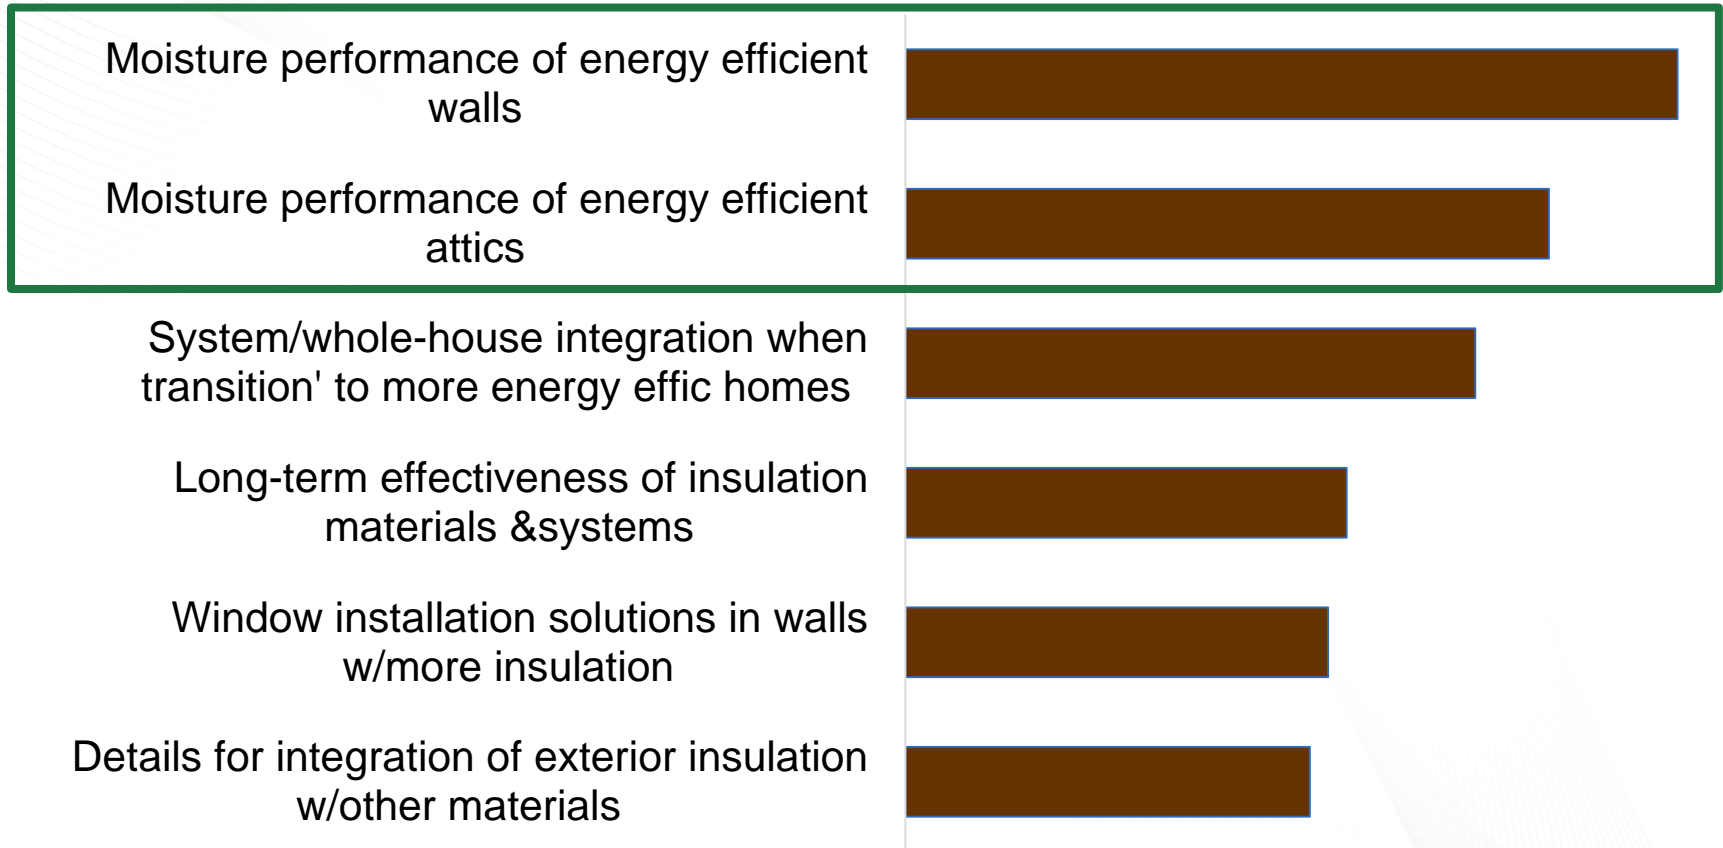 Moisture performance of energy efficient
walls
Moisture performance of energy efficient
attics
System/whole-house integration when
transition' to more energy effic homes
Long-term effectiveness of insulation
materials &systems
Window installation solutions in walls
w/more insulation
Details for integration of exterior insulation
w/other materials